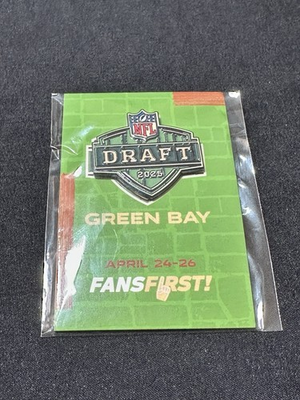 NFL
DRAFT
2025
GREEN BAY
APRIL 24-26
FANSFIRST!